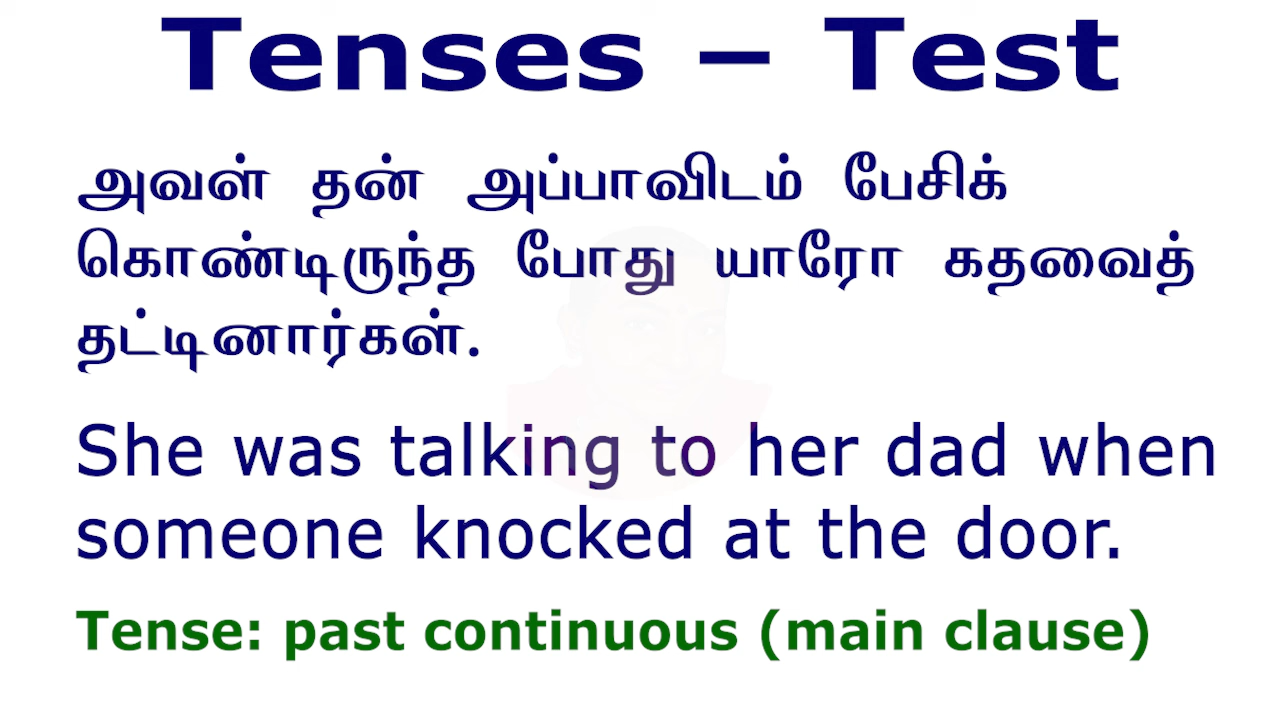 Tenses – Test
அவள் தன் அப்பாவிடம் பேசிக்
கொண்டிருந்த போது யாரோ கதவைத்
தட்டினார்கள்.
She was talking to her dad when
someone knocked at the door.
Tense: past continuous (main clause)